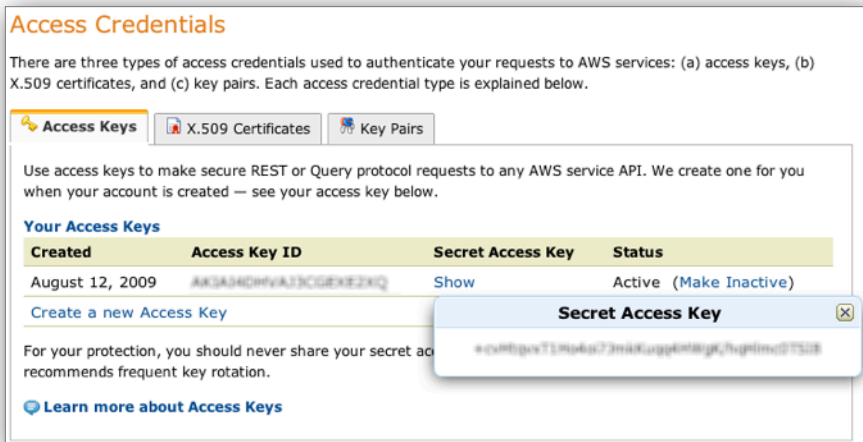 Access Credentials
There are three types of access credentials used to authenticate your requests to AWS services: (a) access keys, (b)
X.509 certificates, and (c) key pairs. Each access credential type is explained below.
Access Keys
X.509 Certificates
Key Pairs
Use access keys to make secure REST or Query protocol requests to any AWS service API. We create one for you
when your account is created — see your access key below.
Your Access Keys
Created Access Key ID Secret Access Key Status
August 12, 2009 Show Active (Make Inactive)
Create a new Access Key
Secret Access Key
For your protection, you should never share your secret
recommends frequent key rotation.
Learn more about Access Keys